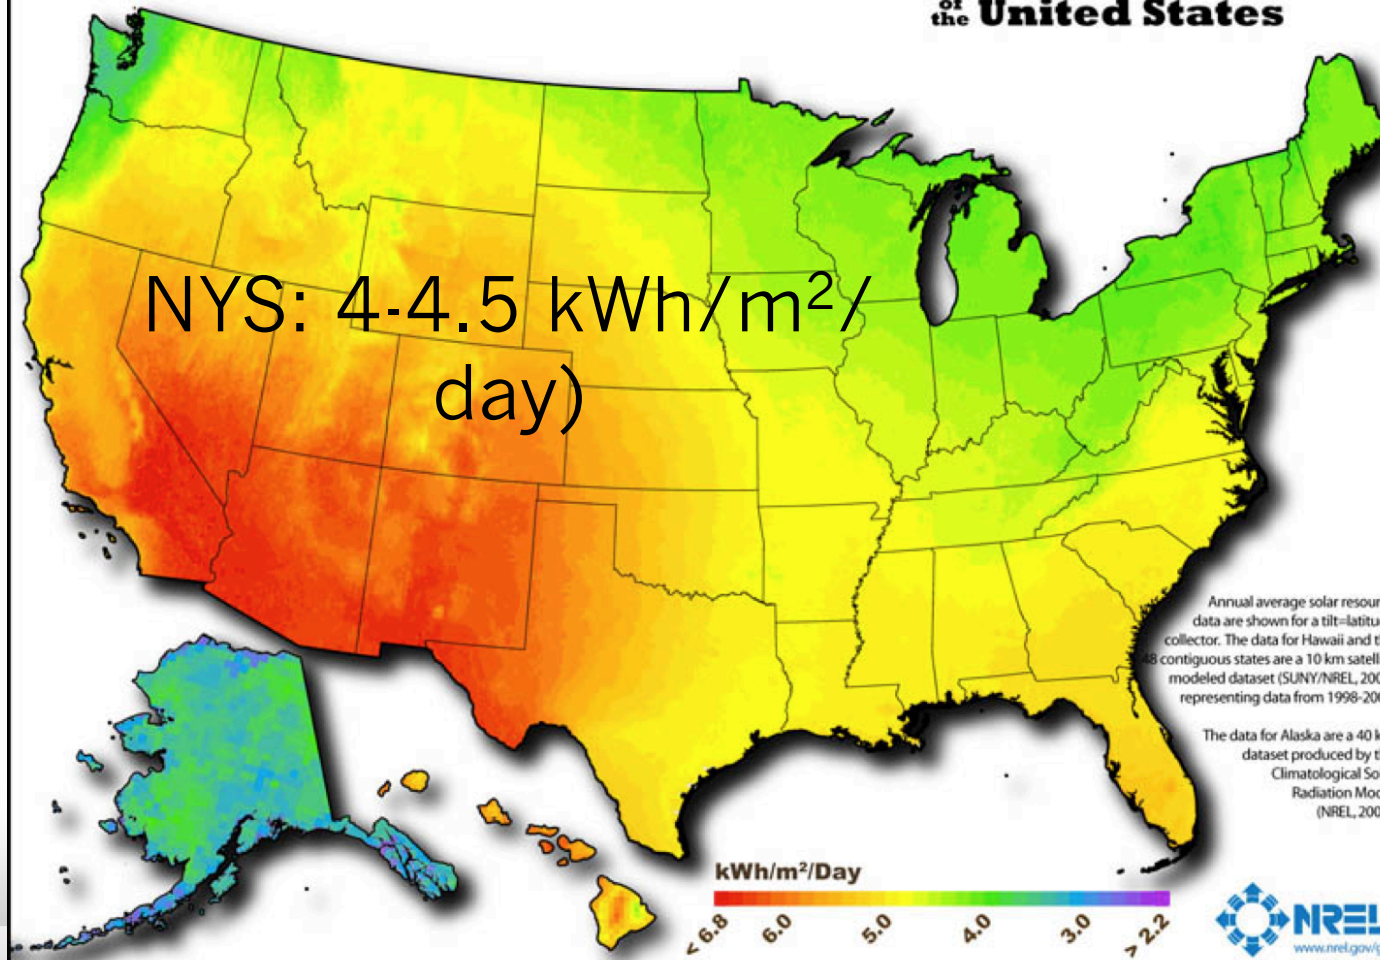 of
the United States
NYS: 4-4.5 kWh/m²/
day)
Annual average solar resour
data are shown for a tilt=latitu
collector. The data for Hawaii and t
48 contiguous states are a 10 km satell
modeled dataset (SUNY/NREL, 200
representing data from 1998-20
The data for Alaska are a 40 k
dataset produced by t
Climatological So
Radiation Mod
(NREL, 200
kWh/m²/Day
< 6.8
6.0
5.0
4.0
3.0
> 2.2
NREL
www.nrel.gov/g